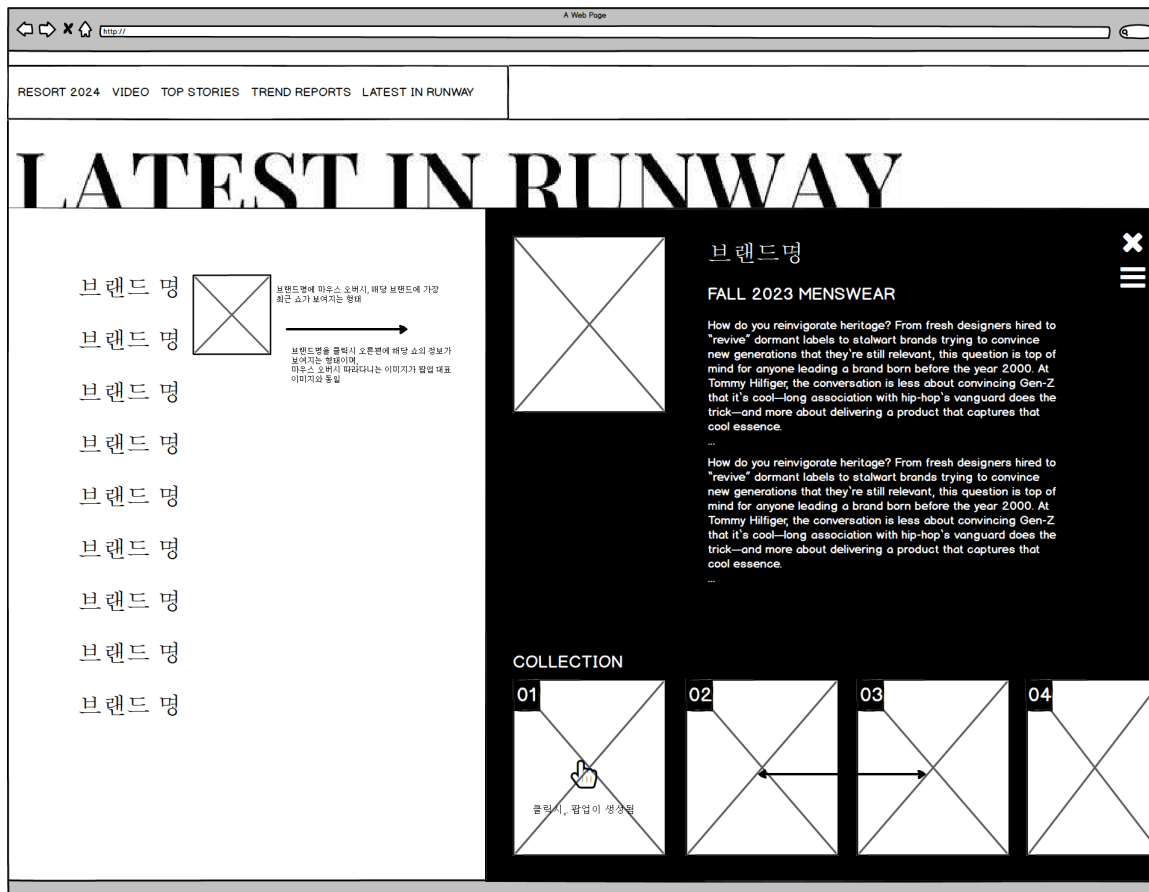 A Web Page
http://
RESORT 2024 VIDEO TOP STORIES TREND REPORTS LATEST IN RUNWAY
LATEST IN RUNWAY
브랜드 명
브랜드명에 마우스 오버시, 해당 브랜드에 가장
최근 쇼가 보여지는 형태
브랜드 명
브랜드명을 클릭시 오른편에 해당 쇼의 정보가
보여지는 형태이며,
마우스 오버시 따라다니는 이미지가 팝업 대표
이미지와 동일
브랜드 명
브랜드 명
브랜드 명
브랜드 명
브랜드 명
브랜드 명
브랜드 명
브랜드명
FALL 2023 MENSWEAR
How do you reinvigorate heritage? From fresh designers hired to
"revive" dormant labels to stalwart brands trying to convince
new generations that they`re still relevant, this question is top of
mind for anyone leading a brand born before the year 2000. At
Tommy Hilfiger, the conversation is less about convincing Gen-Z
that it`s cool—long association with hip-hop`s vanguard does the
trick—and more about delivering a product that captures that
cool essence.
...
How do you reinvigorate heritage? From fresh designers hired to
"revive" dormant labels to stalwart brands trying to convince
new generations that they`re still relevant, this question is top of
mind for anyone leading a brand born before the year 2000. At
Tommy Hilfiger, the conversation is less about convincing Gen-Z
that it`s cool—long association with hip-hop`s vanguard does the
trick—and more about delivering a product that captures that
cool essence.
...
COLLECTION
01 02 03 04
클릭시, 팝업이 생성됨